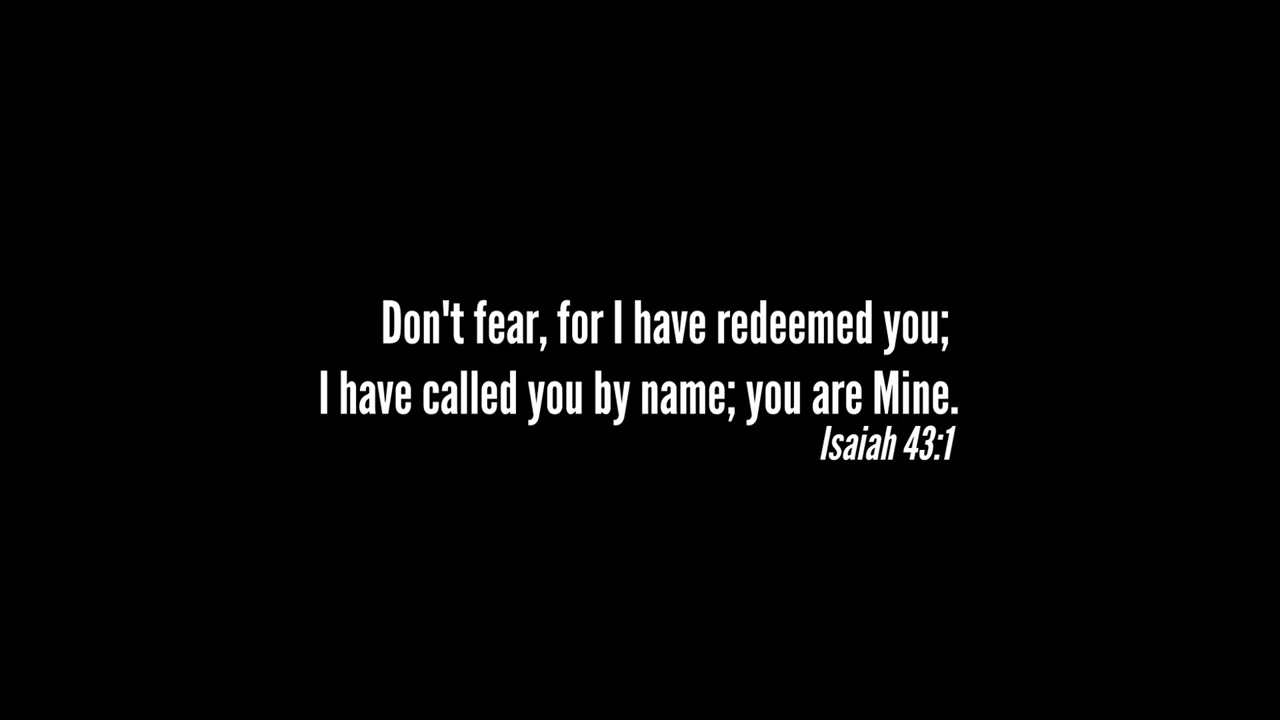 Don't fear, for I have redeemed you;
I have called you by name; you are Mine.
Isaiah 43:1